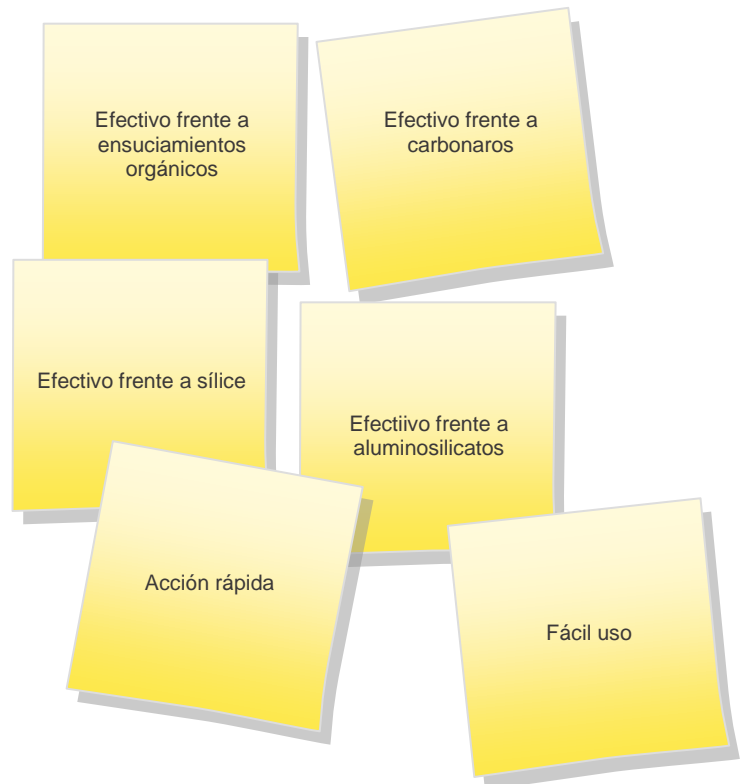 Efectivo frente a
ensuciamientos
orgánicos
Efectivo frente a
carbonaros
Efectivo frente a sílice
Efectiivo frente a
aluminosilicatos
Acción rápida
Fácil uso